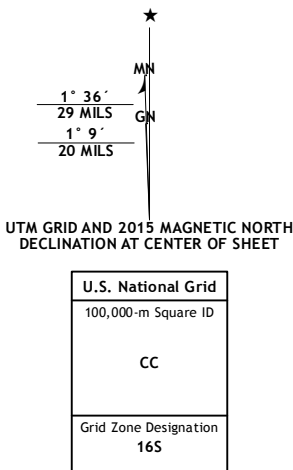 ★
MN
1° 36´
29 MILS
GN
1° 9´
20 MILS
UTM GRID AND 2015 MAGNETIC NORTH
DECLINATION AT CENTER OF SHEET
U.S. National Grid
100,000-m Square ID
CC
Grid Zone Designation
16S